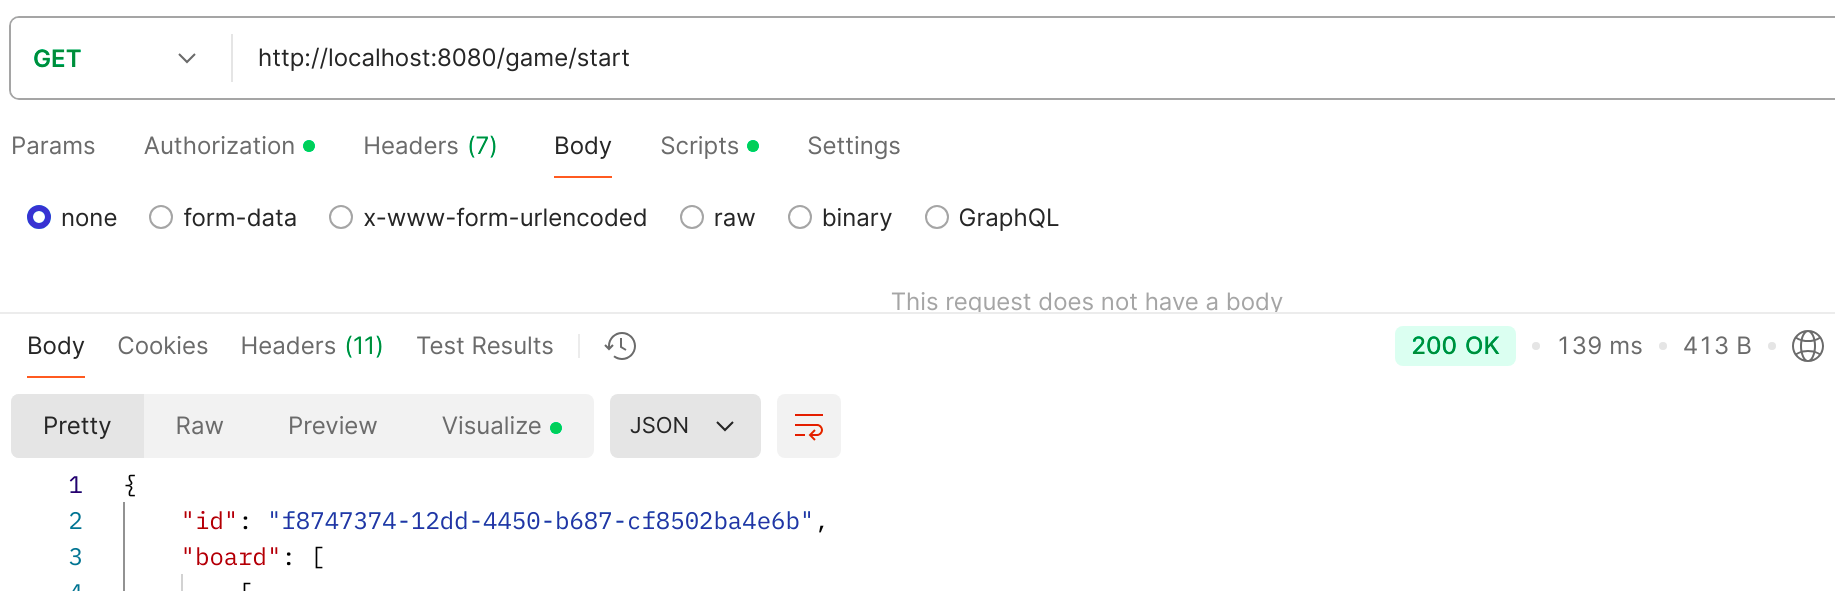 GET http://localhost:8080/game/start
Params Authorization Headers (7) Body Scripts Settings
none form-data x-www-form-urlencoded raw binary GraphQL
This request does not have a body
Body Cookies Headers (11) Test Results 200 OK 139 ms 413 B
Pretty Raw Preview Visualize JSON
1 {
2 "id": "f8747374-12dd-4450-b687-cf8502ba4e6b",
3 "board": [
4 [